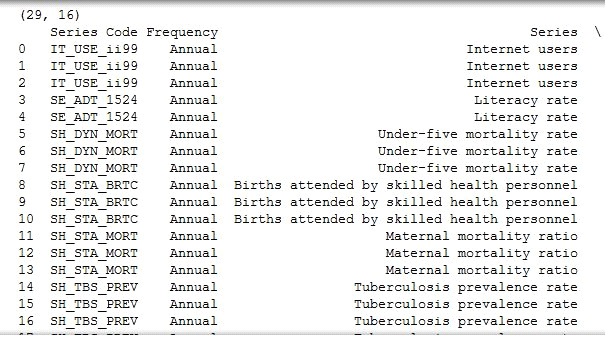 (29, 16)
Series Code Frequency Series \
0 IT_USE_ii99 Annual Internet users
1 IT_USE_ii99 Annual Internet users
2 IT_USE_ii99 Annual Internet users
3 SE_ADT_1524 Annual Literacy rate
4 SE_ADT_1524 Annual Literacy rate
5 SH_DYN_MORT Annual Under-five mortality rate
6 SH_DYN_MORT Annual Under-five mortality rate
7 SH_DYN_MORT Annual Under-five mortality rate
8 SH_STA_BRTC Annual Births attended by skilled health personnel
9 SH_STA_BRTC Annual Births attended by skilled health personnel
10 SH_STA_BRTC Annual Births attended by skilled health personnel
11 SH_STA_MORT Annual Maternal mortality ratio
12 SH_STA_MORT Annual Maternal mortality ratio
13 SH_STA_MORT Annual Maternal mortality ratio
14 SH_TBS_PREV Annual Tuberculosis prevalence rate
15 SH_TBS_PREV Annual Tuberculosis prevalence rate
16 SH_TBS_PREV Annual Tuberculosis prevalence rate